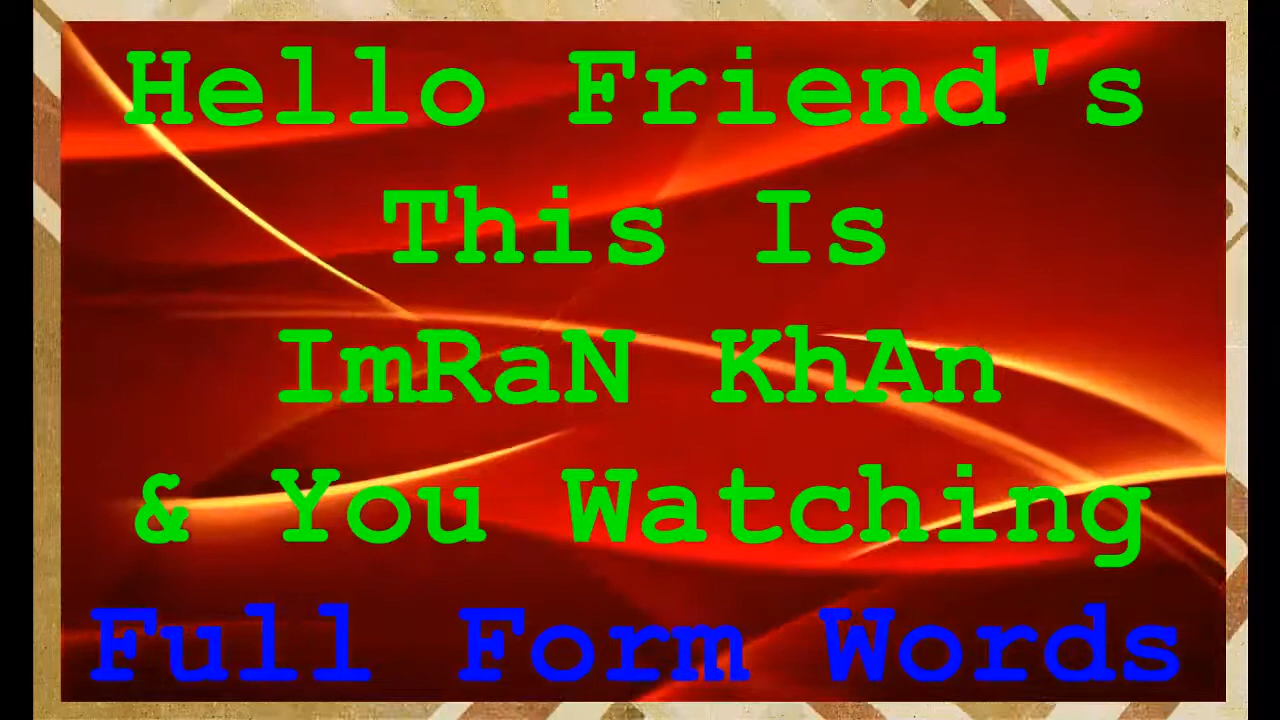 Hello Friend's
This Is
ImRaN KhAn
& You Watching
Full Form Words